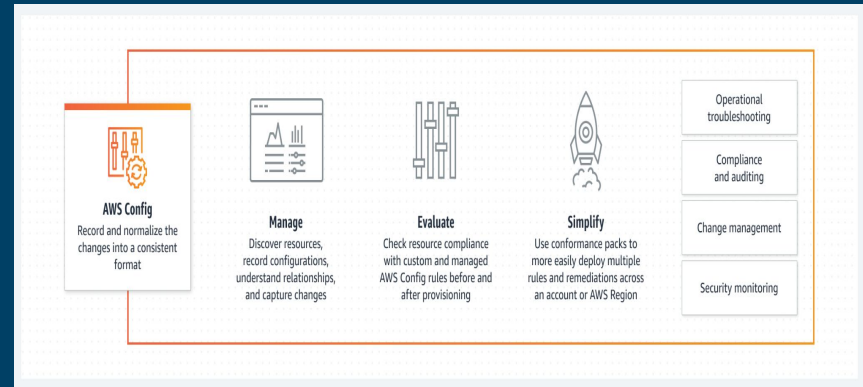 AWS Config
Record and normalize the
changes into a consistent
format
Manage
Discover resources,
record configurations,
understand relationships,
and capture changes
Evaluate
Check resource compliance
with custom and managed
AWS Config rules before and
after provisioning
Simplify
Use conformance packs to
more easily deploy multiple
rules and remediations across
an account or AWS Region
Operational
troubleshooting
Compliance
and auditing
Change management
Security monitoring